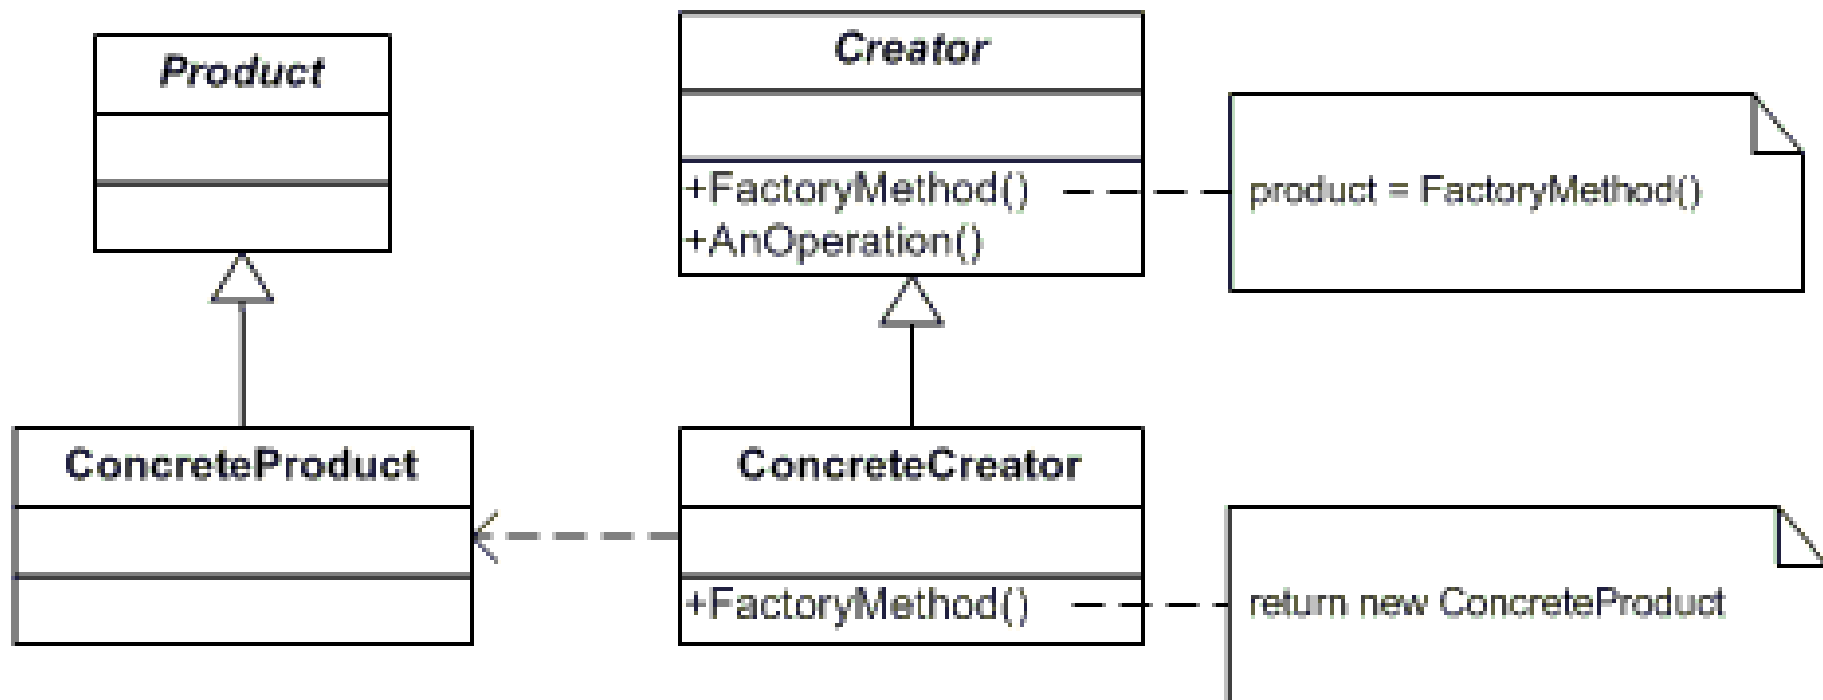 Product
Creator
+FactoryMethod()
+AnOperation()
product = FactoryMethod()
ConcreteProduct
ConcreteCreator
+FactoryMethod()
return new ConcreteProduct